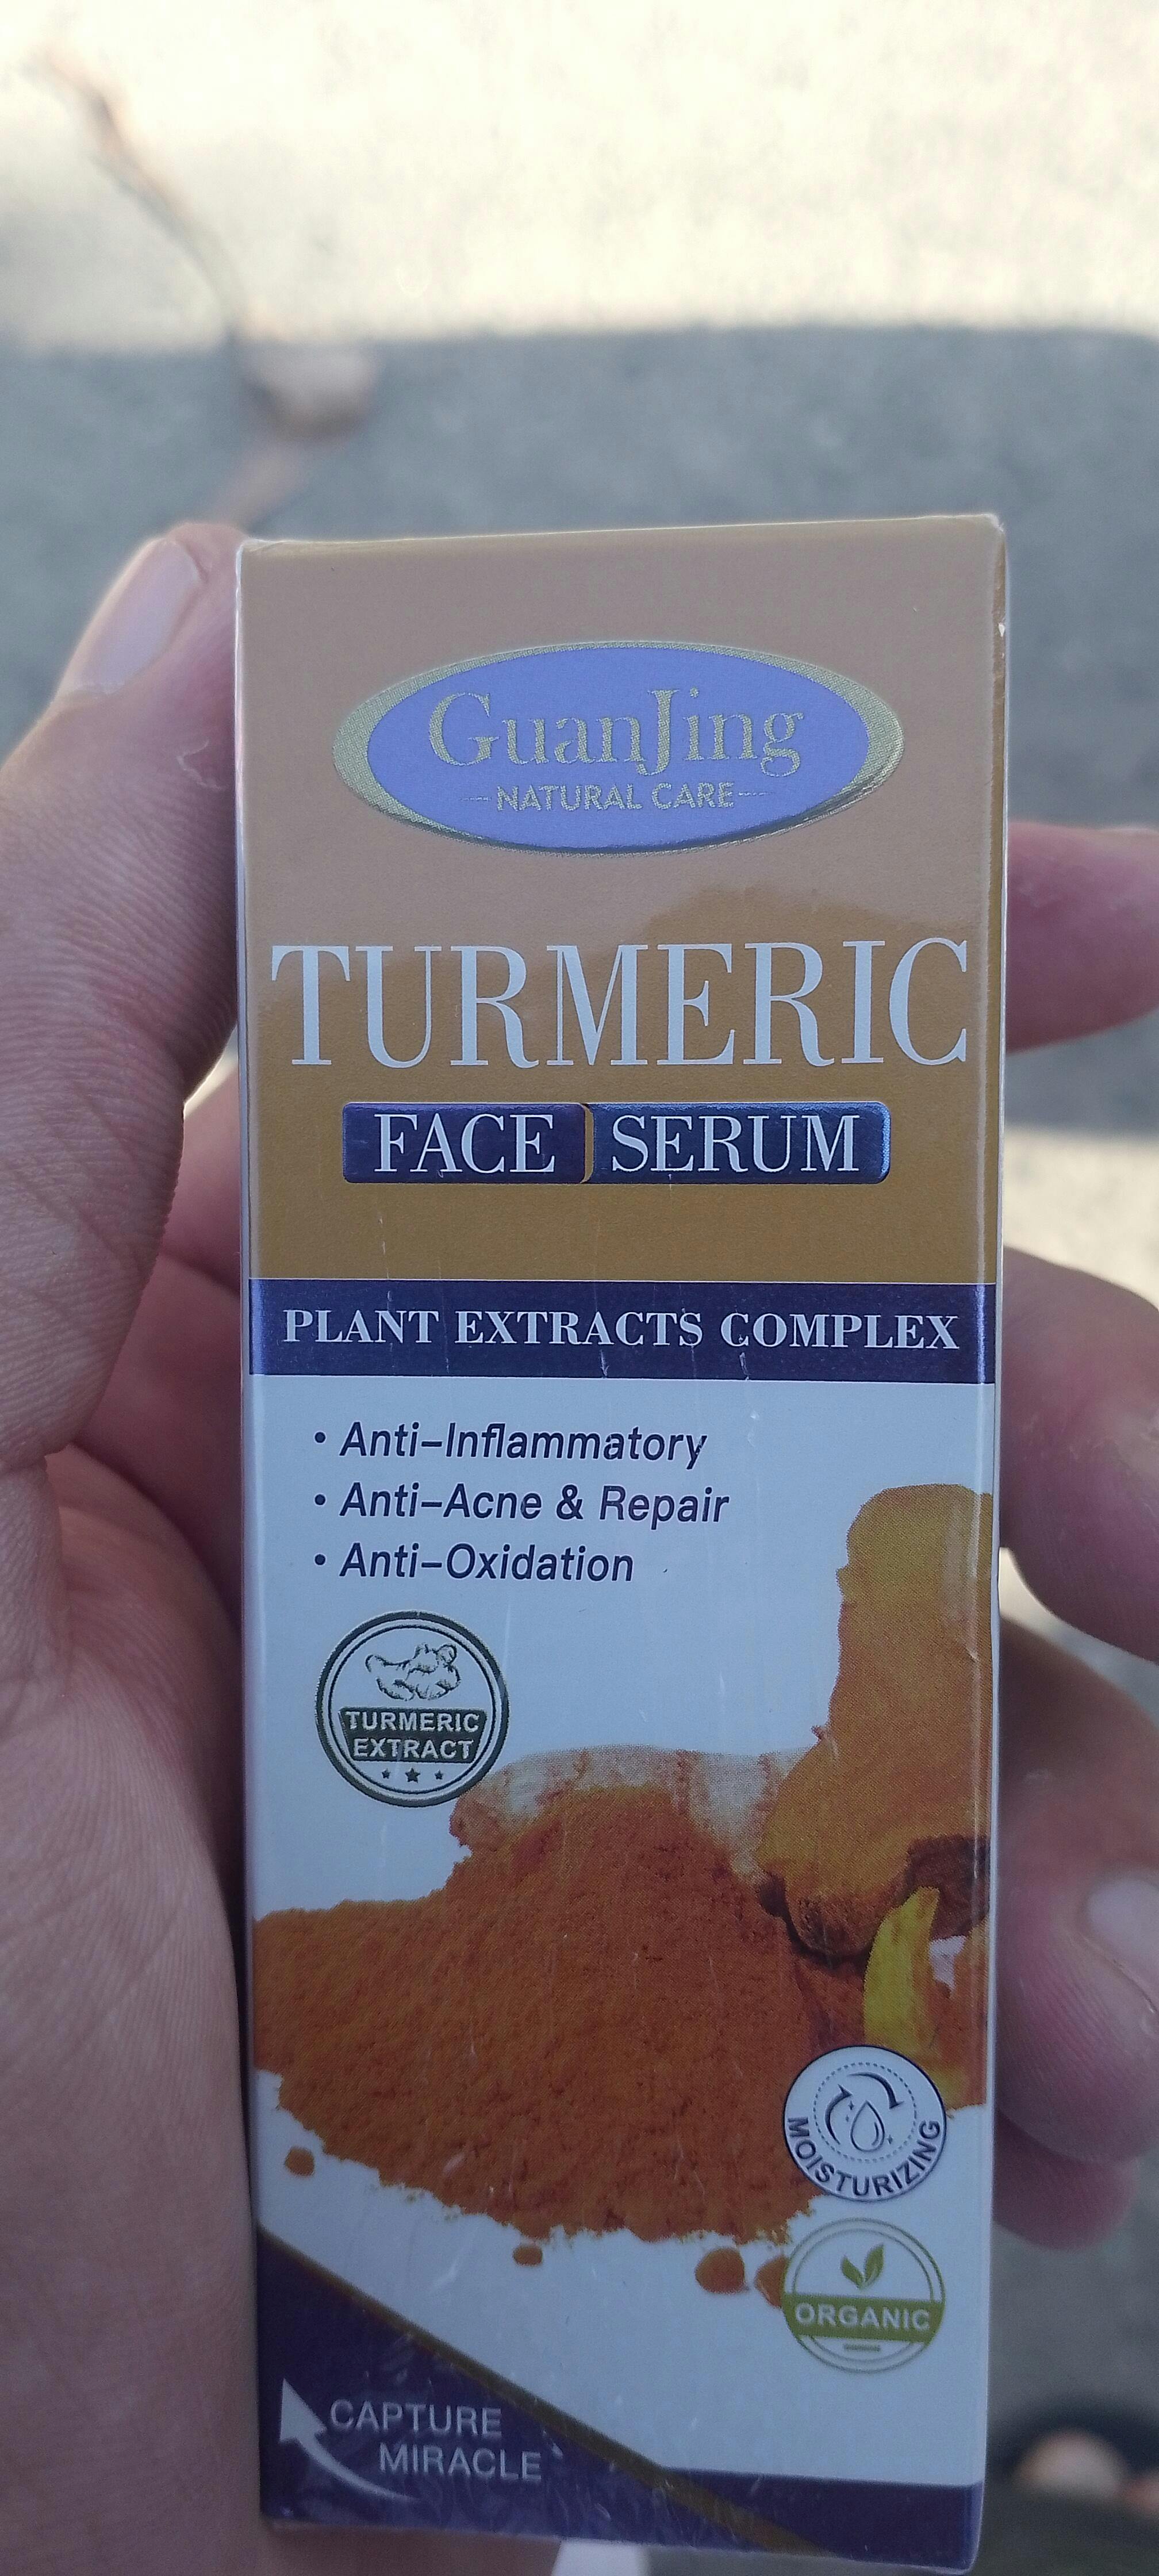 GuanJing
NATURAL CARE
TURMERIC
FACE SERUM
PLANT EXTRACTS COMPLEX
• Anti-Inflammatory
• Anti-Acne & Repair
• Anti-Oxidation
TURMERIC
EXTRACT
MOISTURIZING
ORGANIC
CAPTURE
MIRACLE